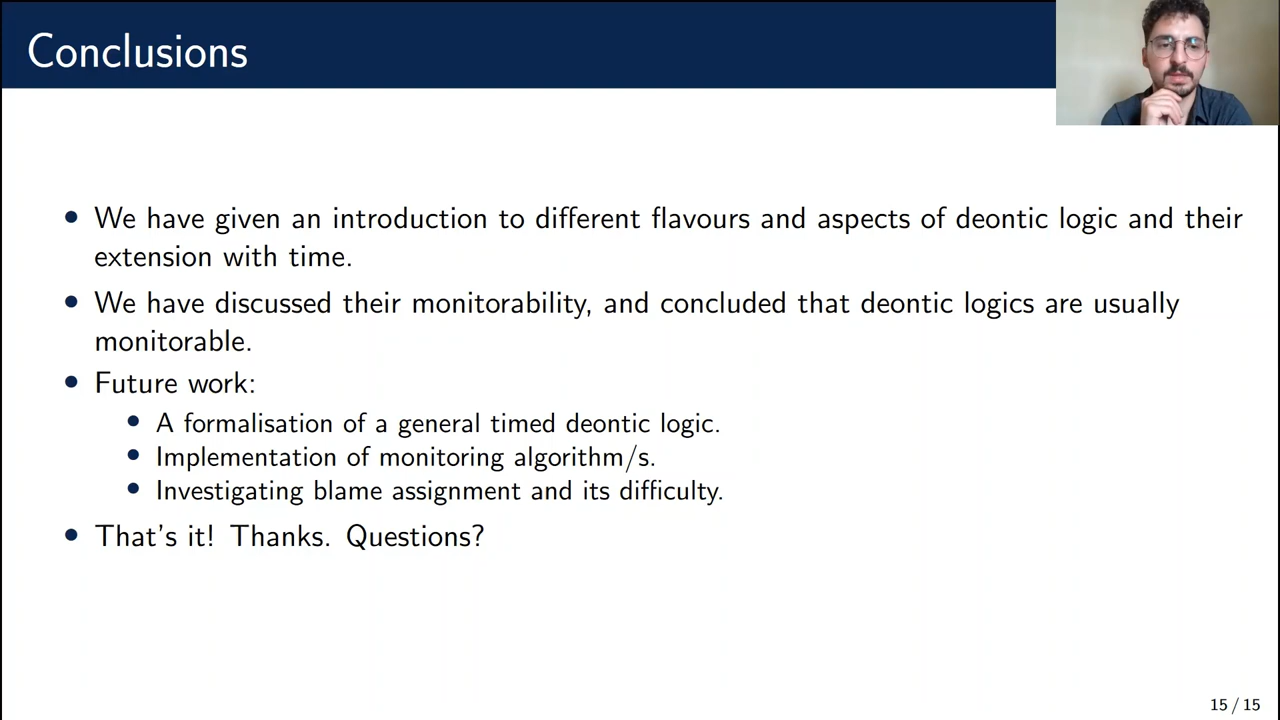 Conclusions
We have given an introduction to different flavours and aspects of deontic logic and their
extension with time.
We have discussed their monitorability, and concluded that deontic logics are usually
monitorable.
Future work:
A formalisation of a general timed deontic logic.
Implementation of monitoring algorithm/s.
Investigating blame assignment and its difficulty.
That's it! Thanks. Questions?
15 / 15